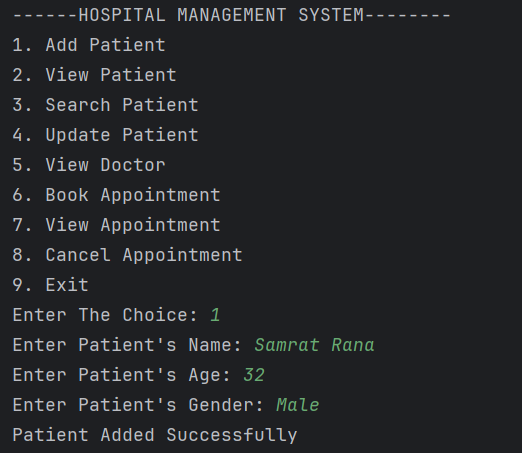 ------HOSPITAL MANAGEMENT SYSTEM--------
1. Add Patient
2. View Patient
3. Search Patient
4. Update Patient
5. View Doctor
6. Book Appointment
7. View Appointment
8. Cancel Appointment
9. Exit
Enter The Choice: 1
Enter Patient's Name: Samrat Rana
Enter Patient's Age: 32
Enter Patient's Gender: Male
Patient Added Successfully